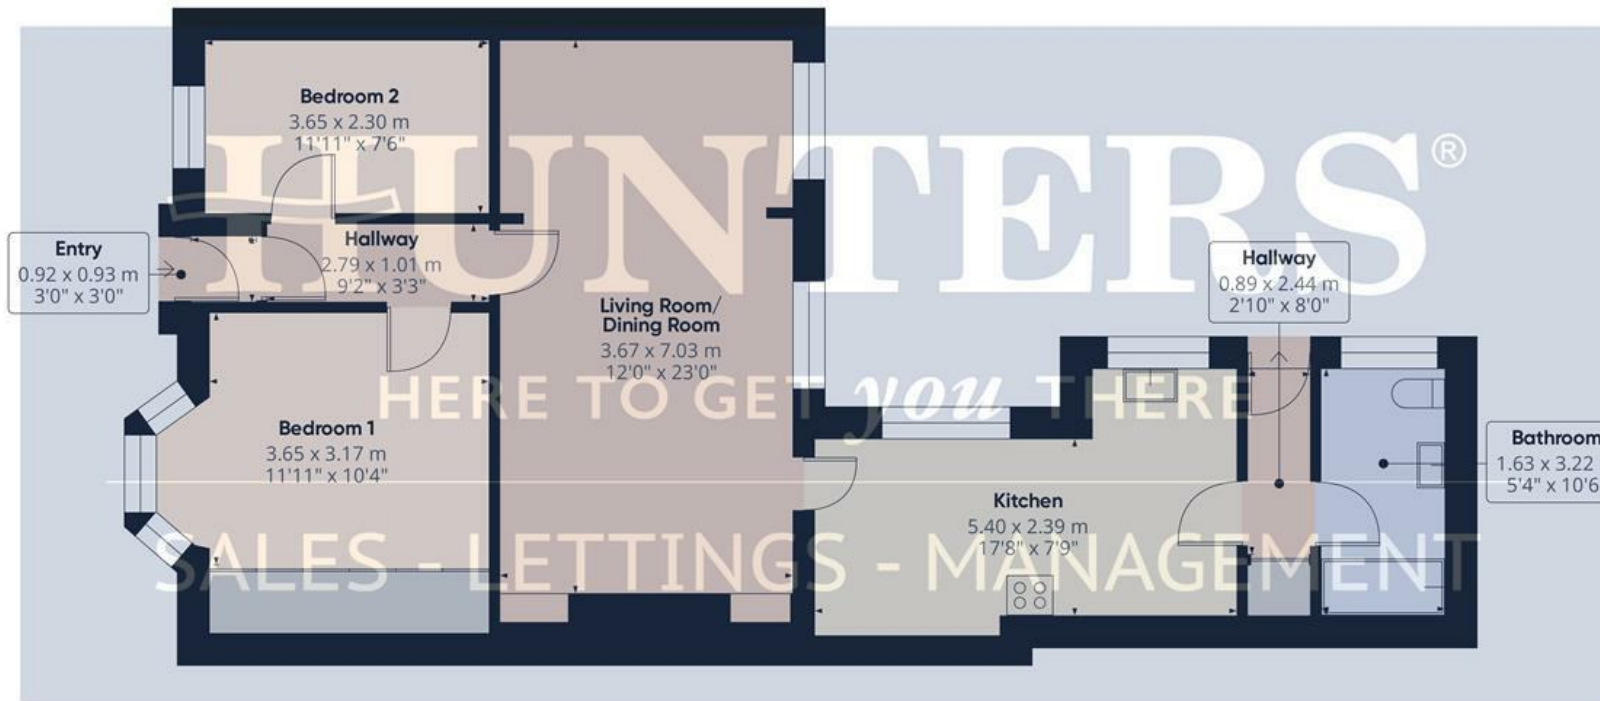 Bedroom 2
3.65 x 2.30 m
11'11" x 7'6"
HUNTERS®
Entry
0.92 x 0.93 m
3'0" x 3'0"
Hallway
2.79 x 1.01 m
9'2" x 3'3"
Hallway
0.89 x 2.44 m
2'10" x 8'0"
Living Room/
Dining Room
3.67 x 7.03 m
12'0" x 23'0"
HERE TO GET you THERE
Bedroom 1
3.65 x 3.17 m
11'11" x 10'4"
Bathroom
1.63 x 3.22
5'4" x 10'6
Kitchen
5.40 x 2.39 m
17'8" x 7'9"
SALES - LETTINGS - MANAGEMENT